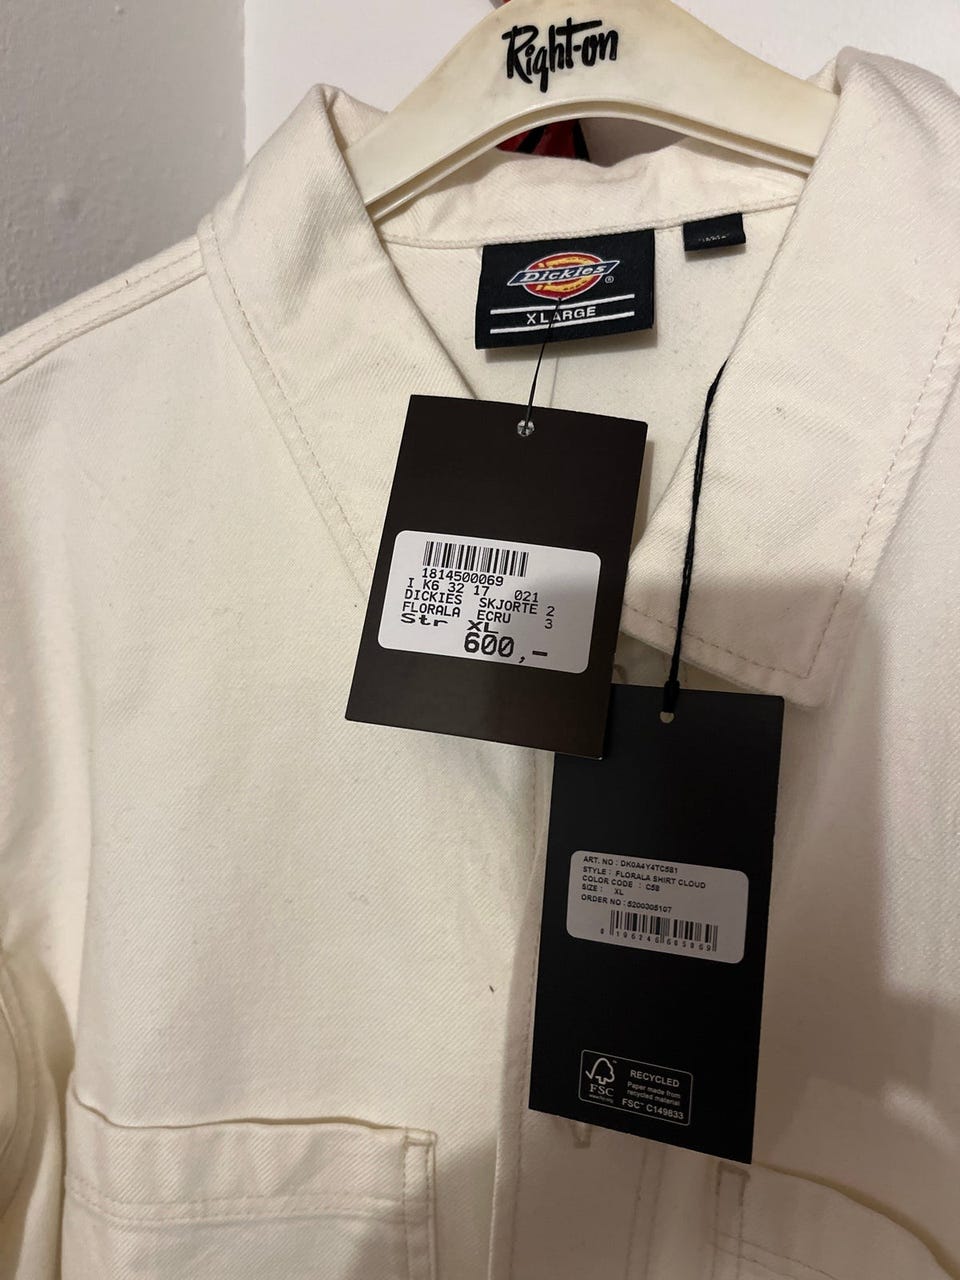 Right-on
Dickies ®
X LARGE
1814500069
I K6 32 17 021
DICKIES SKJORTE 2
FLORALA ECRU 3
Str XL
600,-
ART. NO : DK0A4Y4TC581
STYLE : FLORALA SHIRT CLOUD
COLOR CODE : C58
SIZE : XL
ORDER NO : 5200305107
FSC
RECYCLED
Paper made from
recycled material
FSC™ C149833